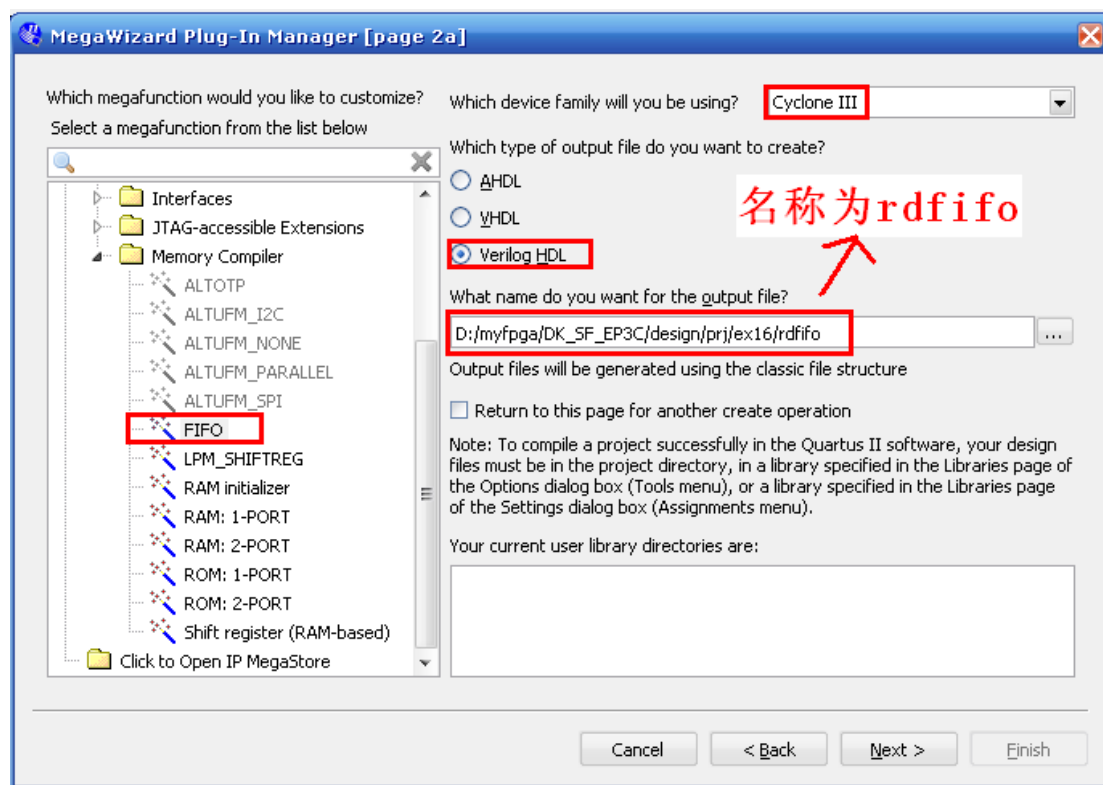 MegaWizard Plug-In Manager [page 2a]
Which megafunction would you like to customize?
Select a megafunction from the list below
Interfaces
JTAG-accessible Extensions
Memory Compiler
ALTOTP
ALTUFM_I2C
ALTUFM_NONE
ALTUFM_PARALLEL
ALTUFM_SPI
FIFO
LPM_SHIFTREG
RAM initializer
RAM: 1-PORT
RAM: 2-PORT
ROM: 1-PORT
ROM: 2-PORT
Shift register (RAM-based)
Click to Open IP MegaStore
Which device family will you be using?
Cyclone III
Which type of output file do you want to create?
AHDL
VHDL
Verilog HDL
名称为rdfifo
What name do you want for the output file?
D:/myfpga/DK_SF_EP3C/design/prj/ex16/rdfifo
...
Output files will be generated using the classic file structure
Return to this page for another create operation
Note: To compile a project successfully in the Quartus II software, your design
files must be in the project directory, in a library specified in the Libraries page of
the Options dialog box (Tools menu), or a library specified in the Libraries page
of the Settings dialog box (Assignments menu).
Your current user library directories are:
Cancel
< Back
Next >
Finish